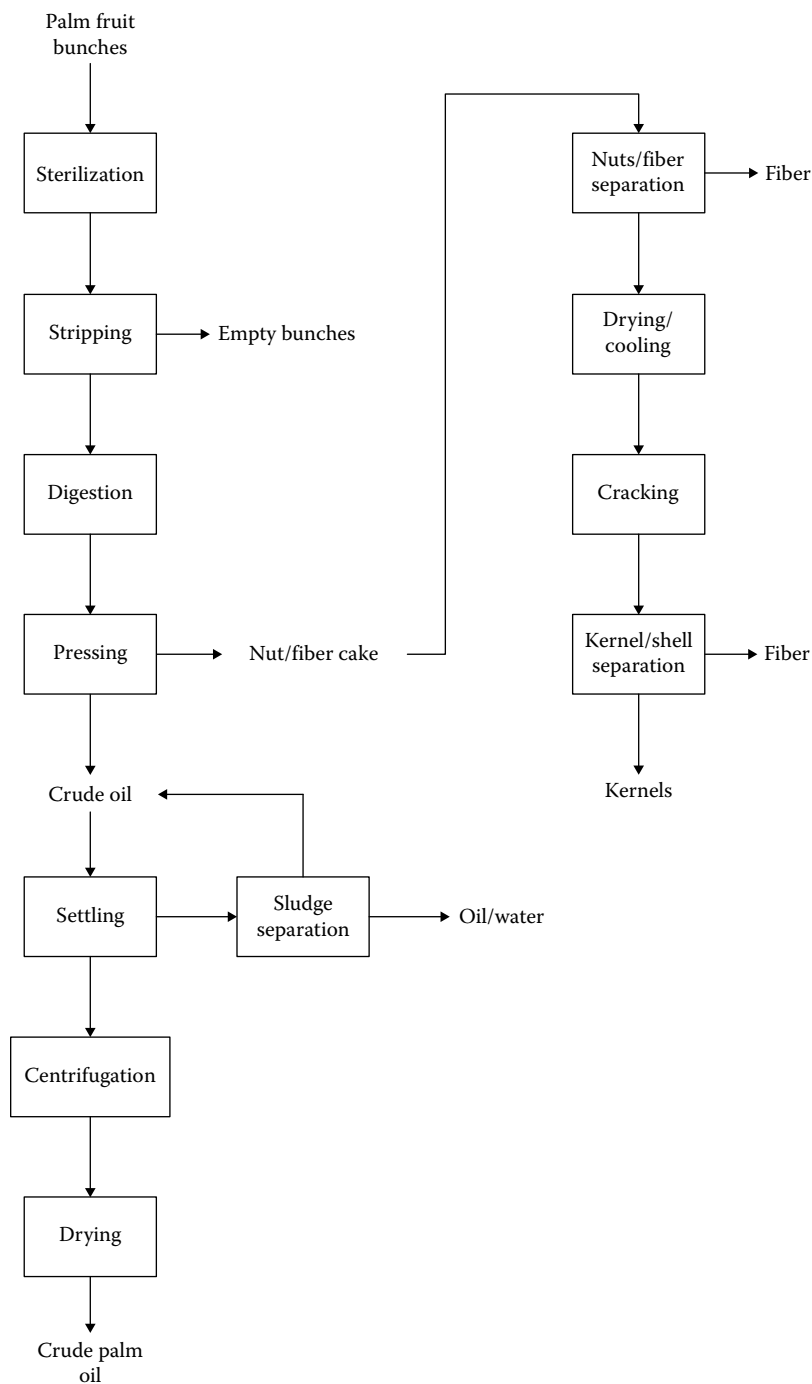 Palm fruit
bunches
Sterilization
Stripping
Empty bunches
Digestion
Pressing
Nut/fiber cake
Crude oil
Settling
Sludge
separation
Oil/water
Centrifugation
Drying
Crude palm
oil
Nuts/fiber
separation
Fiber
Drying/
cooling
Cracking
Kernel/shell
separation
Fiber
Kernels